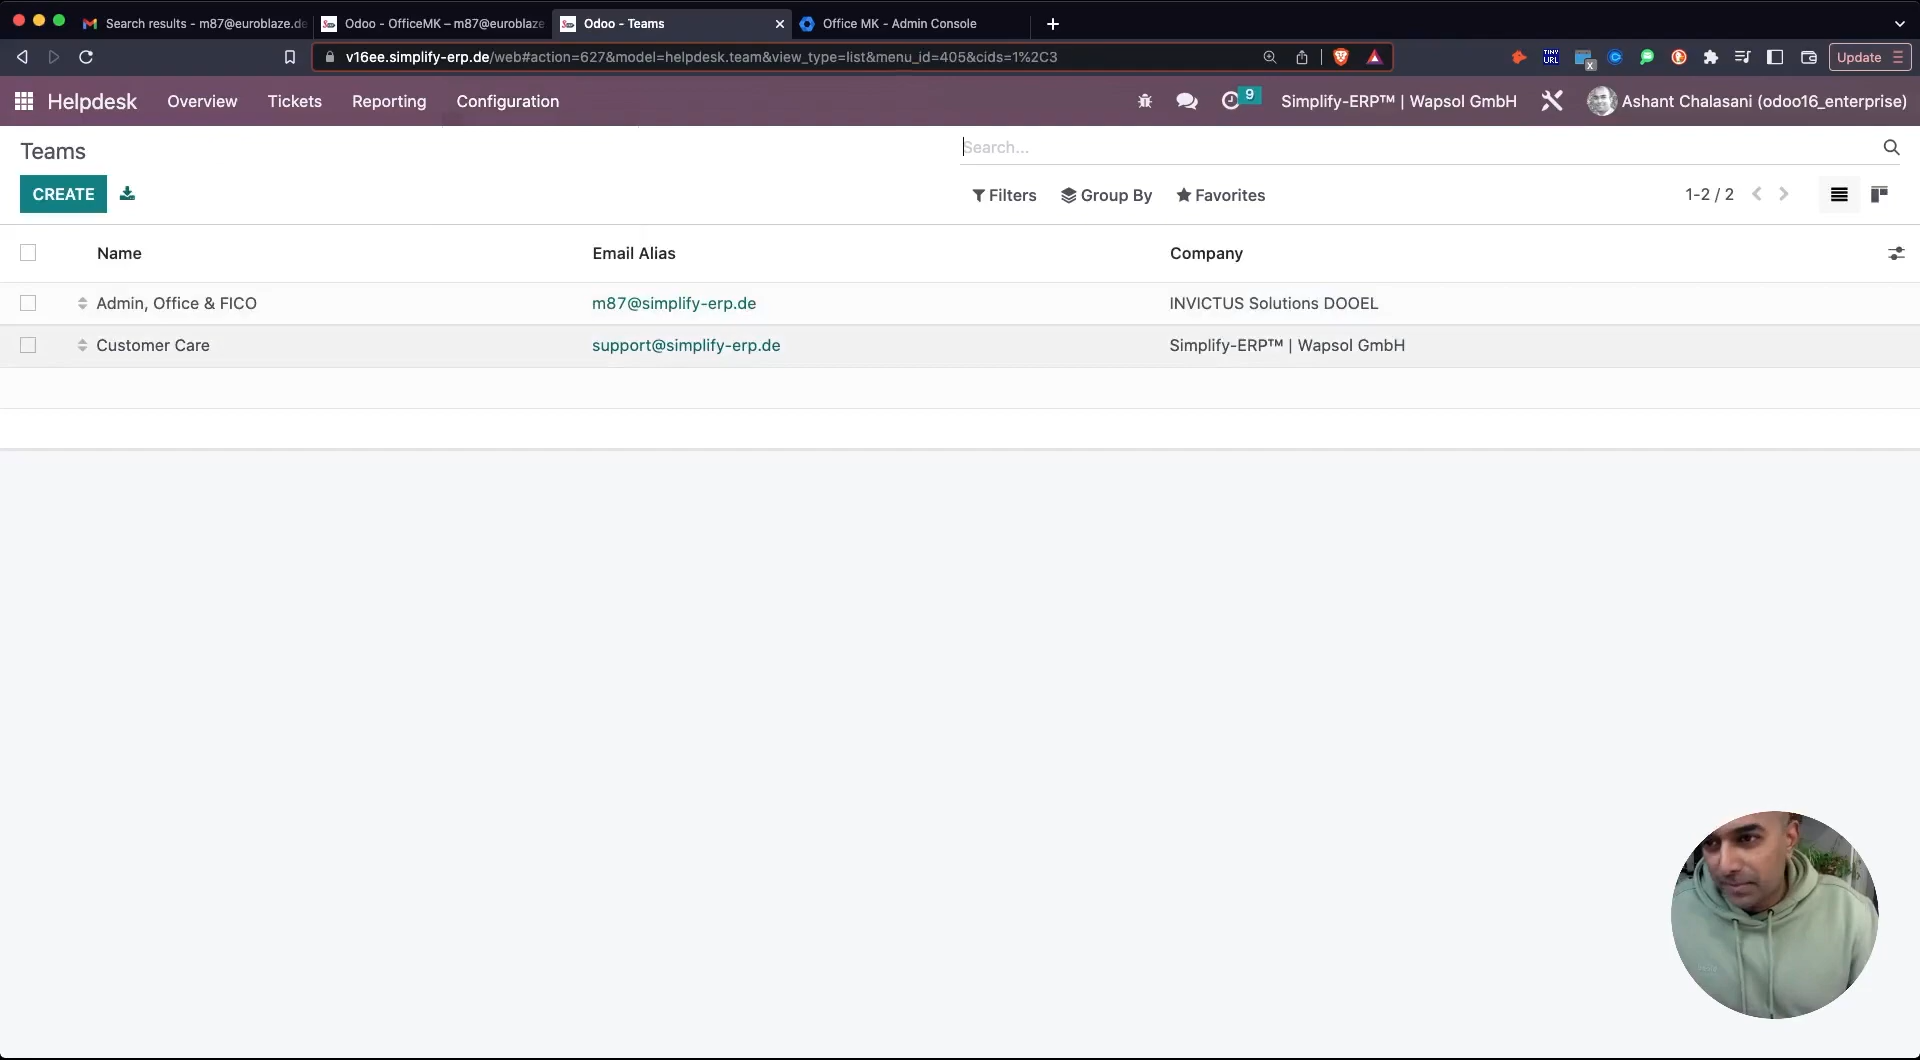 Search results - m87@euroblaze.de
Odoo - OfficeMK – m87@euroblaze
Odoo - Teams
Office MK - Admin Console
v16ee.simplify-erp.de/web#action=627&model=helpdesk.team&view_type=list&menu_id=405&cids=1%2C3
TINY
URL
x
Update
Helpdesk
Overview
Tickets
Reporting
Configuration
9
Simplify-ERP™ | Wapsol GmbH
Ashant Chalasani (odoo16_enterprise)
Teams
Search...
CREATE
Filters
Group By
Favorites
1-2 / 2
Name
Email Alias
Company
Admin, Office & FICO
m87@simplify-erp.de
INVICTUS Solutions DOOEL
Customer Care
support@simplify-erp.de
Simplify-ERP™ | Wapsol GmbH